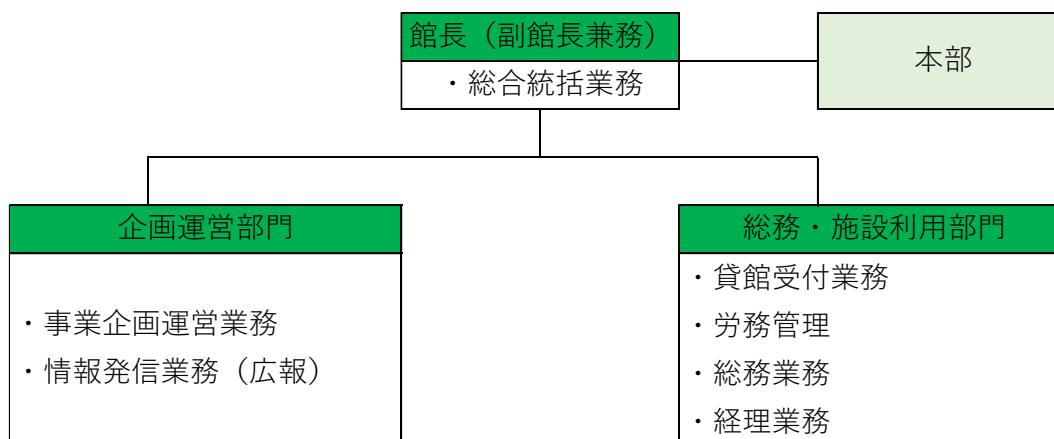 館長（副館長兼務）
・総合統括業務
本部
企画運営部門
・事業企画運営業務
・情報発信業務（広報）
総務・施設利用部門
・貸館受付業務
・労務管理
・総務業務
・経理業務